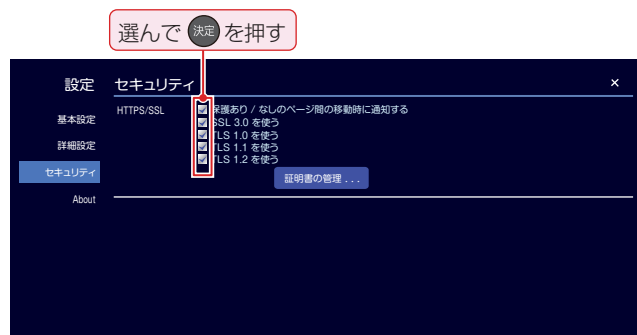 選んで 決定 を押す
設定
セキュリティ
×
基本設定
詳細設定
セキュリティ
About
HTTPS/SSL
保護あり / なしのページ間の移動時に通知する
SSL 3.0 を使う
TLS 1.0 を使う
TLS 1.1 を使う
TLS 1.2 を使う
証明書の管理 . . .